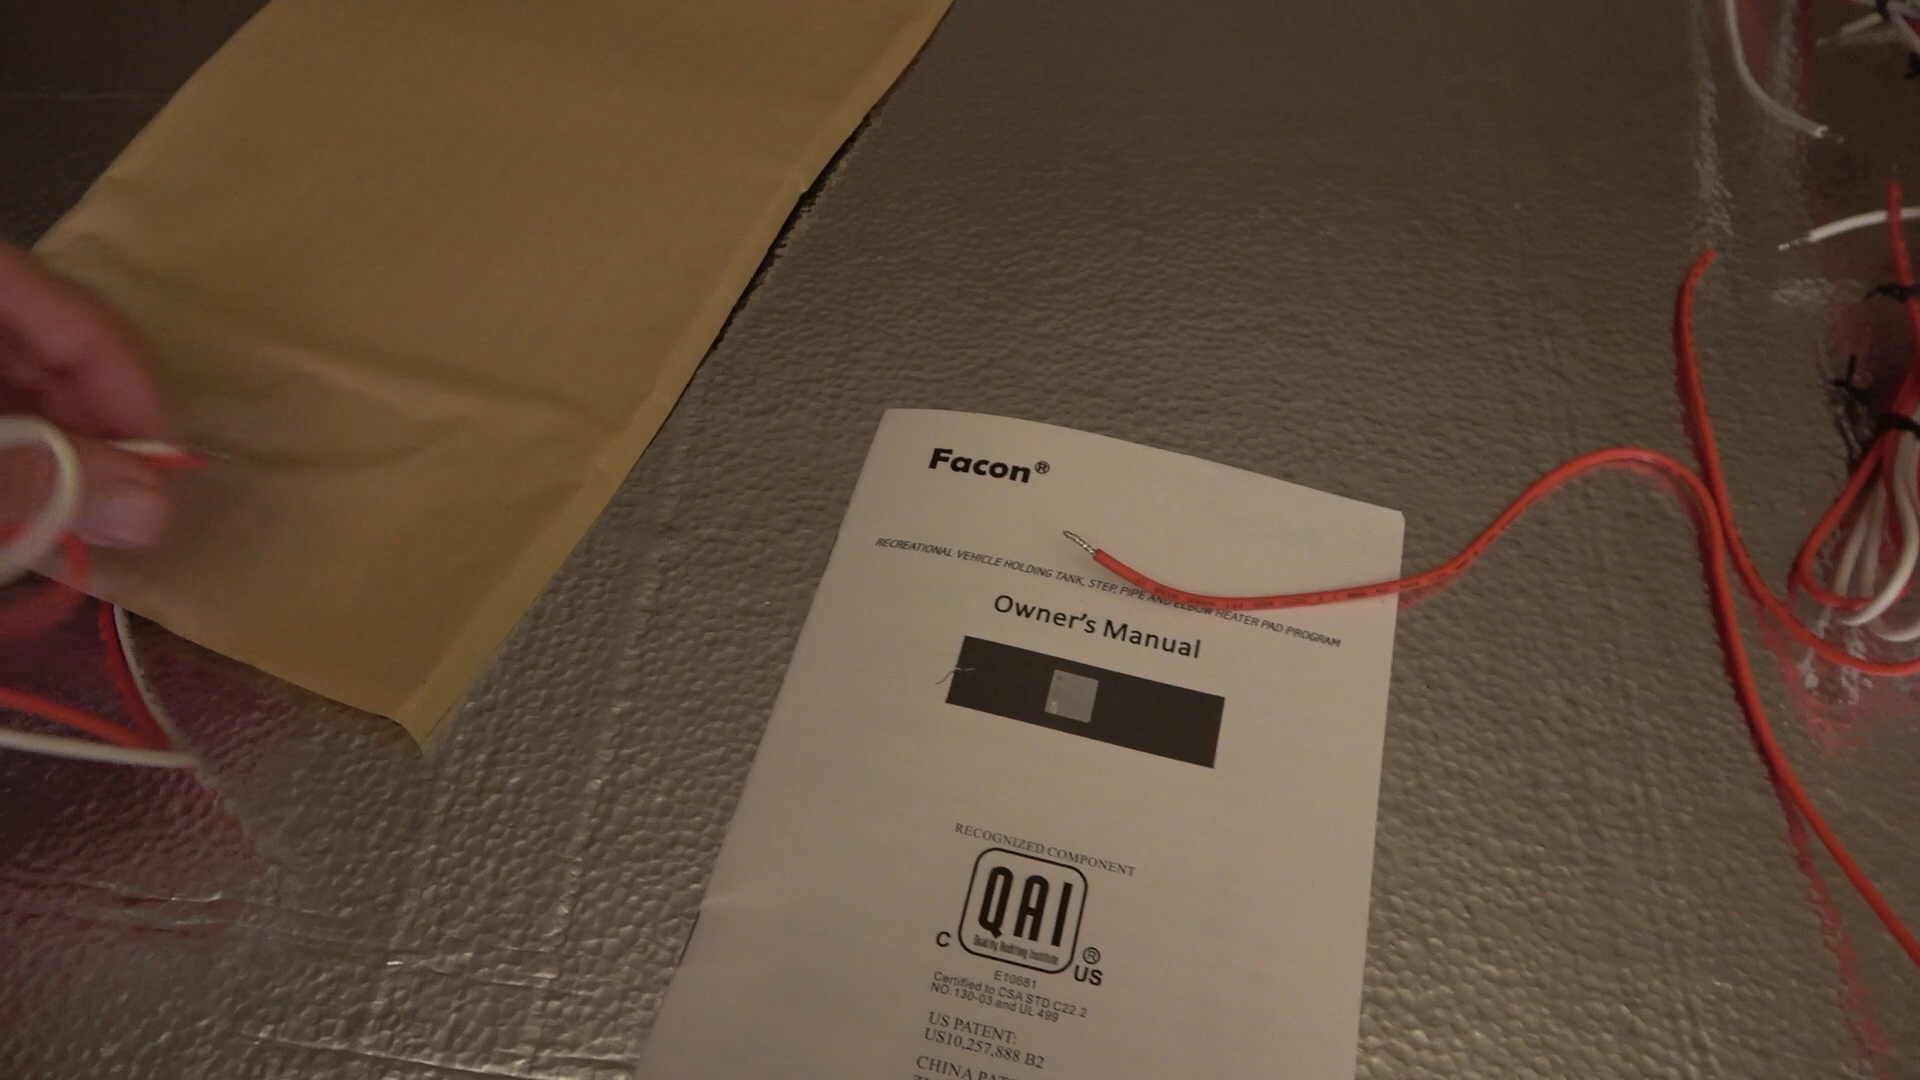 Facon®
RECREATIONAL VEHICLE HOLDING TANK, STEP, PIPE AND ELBOW HEATER PAD PROGRAM
Owner's Manual
RECOGNIZED COMPONENT
QAI
Quality Auditing Institute
C ® US
E10681
Certified to CSA STD C22.2
NO.130-03 and UL 499
US PATENT:
US10,257,888 B2
CHINA